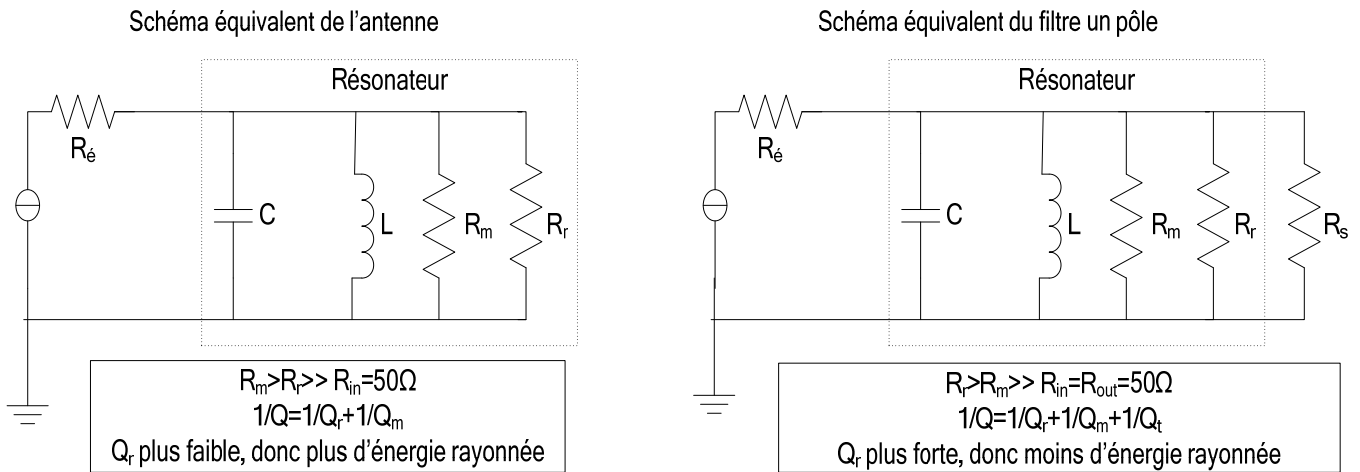 Schéma équivalent de l'antenne
Résonateur
Ré
C
L
Rm
Rr
Rm>Rr>> Rin=50Ω
1/Q=1/Qr+1/Qm
Qr plus faible, donc plus d'énergie rayonnée
Schéma équivalent du filtre un pôle
Résonateur
Ré
C
L
Rm
Rr
Rs
Rr>Rm>> Rin=Rout=50Ω
1/Q=1/Qr+1/Qm+1/Qt
Qr plus forte, donc moins d'énergie rayonnée